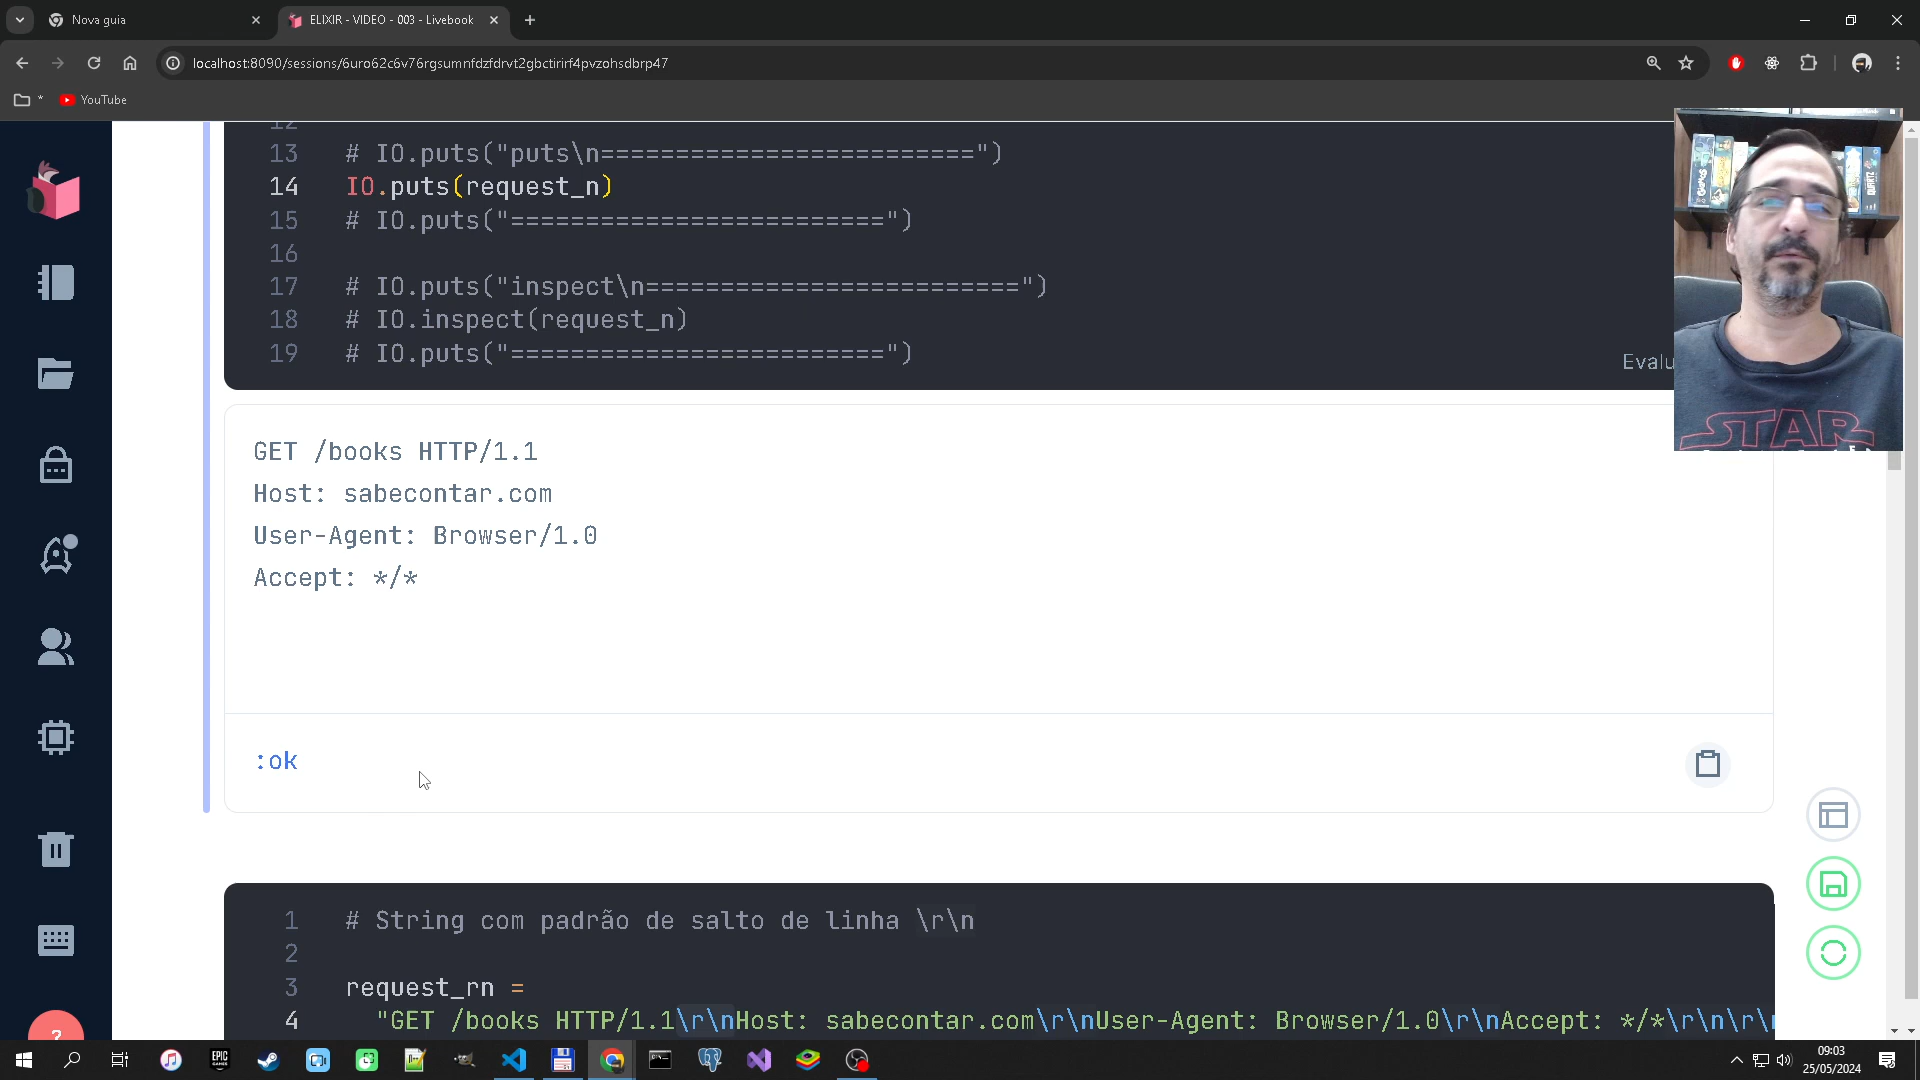 Nova guia
ELIXIR - VIDEO - 003 - Livebook
localhost:8090/sessions/6uro62c6v76rgsumnfdzfdrvt2gbctirirf4pvzohsdbrp47
*
YouTube
12
13 # IO.puts("puts\n=========================")
14 IO.puts(request_n)
15 # IO.puts("=========================")
16
17 # IO.puts("inspect\n=========================")
18 # IO.inspect(request_n)
19 # IO.puts("=========================")
Evalu
GET /books HTTP/1.1
Host: sabecontar.com
User-Agent: Browser/1.0
Accept: */*
:ok
1 # String com padrão de salto de linha \r\n
2
3 request_rn =
4 "GET /books HTTP/1.1\r\nHost: sabecontar.com\r\nUser-Agent: Browser/1.0\r\nAccept: */*\r\n\r\
?
STAR
EPIC
GAMES
09:03
25/05/2024